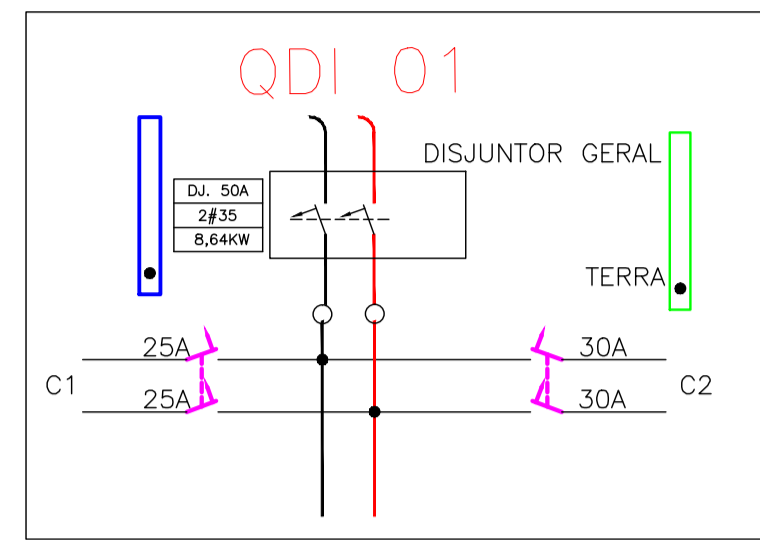 QDI 01
DISJUNTOR GERAL
DJ. 50A
2#35
8,64KW
TERRA
25A 30A
C1 C2
25A 30A